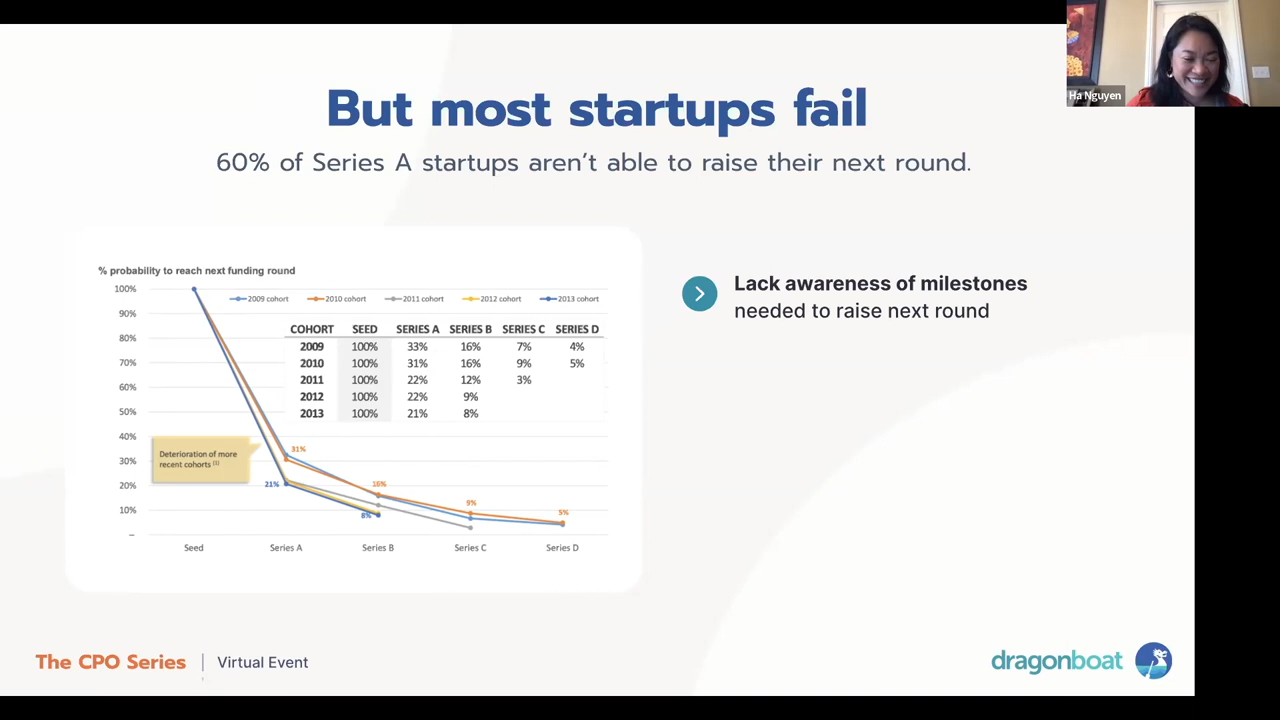 Ha Nguyen
But most startups fail
60% of Series A startups aren't able to raise their next round.
% probability to reach next funding round
100%
90%
80%
70%
60%
50%
40%
30%
20%
10%
–
2009 cohort 2010 cohort 2011 cohort 2012 cohort 2013 cohort
COHORT SEED SERIES A SERIES B SERIES C SERIES D
2009 100% 33% 16% 7% 4%
2010 100% 31% 16% 9% 5%
2011 100% 22% 12% 3%
2012 100% 22% 9%
2013 100% 21% 8%
Deterioration of more
recent cohorts (1)
31%
21%
16%
8%
9%
5%
Seed Series A Series B Series C Series D
Lack awareness of milestones
needed to raise next round
The CPO Series | Virtual Event
dragonboat